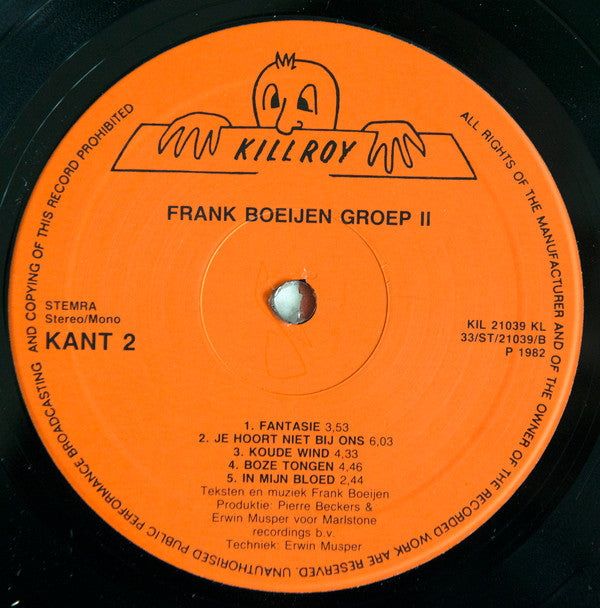 KILLROY
FRANK BOEIJEN GROEP II
STEMRA
Stereo/Mono
KANT 2
KIL 21039 KL
33/ST/21039/B
P 1982
1. FANTASIE 3,53
2. JE HOORT NIET BIJ ONS 6,03
3. KOUDE WIND 4,33
4. BOZE TONGEN 4,46
5. IN MIJN BLOED 2,44
Teksten en muziek Frank Boeijen
Produktie: Pierre Beckers &
Erwin Musper voor Marlstone
recordings b.v.
Techniek: Erwin Musper
ALL RIGHTS OF THE MANUFACTURER AND OF THE OWNER OF THE RECORDED WORK ARE RESERVED. UNAUTHORISED PUBLIC PERFORMANCE BROADCASTING AND COPYING OF THIS RECORD PROHIBITED